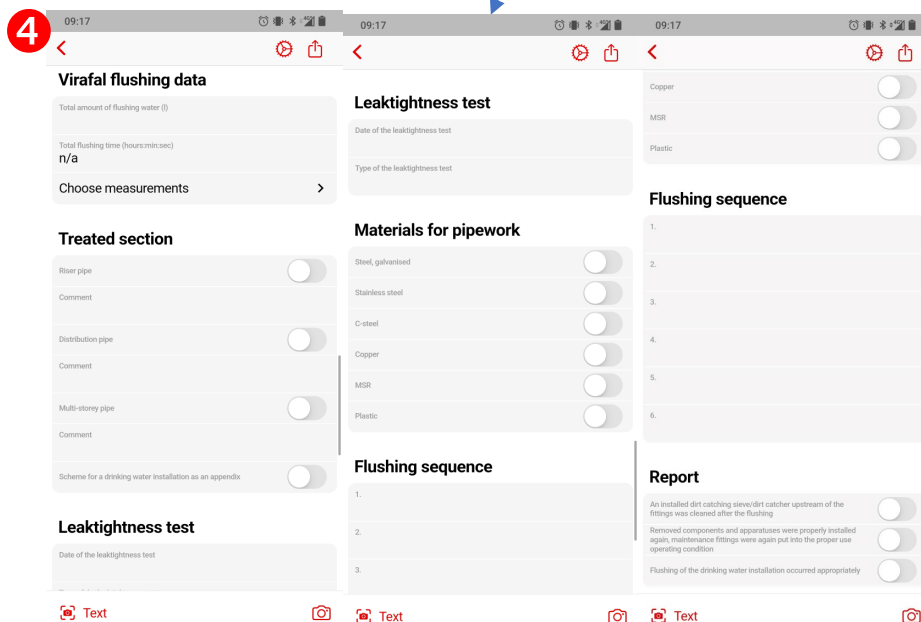 4
09:17
Virafal flushing data
Total amount of flushing water (l)
Total flushing time (hours:min:sec)
n/a
Choose measurements
Treated section
Riser pipe
Comment
Distribution pipe
Comment
Multi-storey pipe
Comment
Scheme for a drinking water installation as an appendix
Leaktightness test
Date of the leaktightness test
Text
09:17
Leaktightness test
Date of the leaktightness test
Type of the leaktightness test
Materials for pipework
Steel, galvanised
Stainless steel
C-steel
Copper
MSR
Plastic
Flushing sequence
1.
2.
3.
Text
09:17
Copper
MSR
Plastic
Flushing sequence
1.
2.
3.
4.
5.
6.
Report
An installed dirt catching sieve/dirt catcher upstream of the
fittings was cleaned after the flushing
Removed components and apparatuses were properly installed
again, maintenance fittings were again put into the proper use
operating condition
Flushing of the drinking water installation occurred appropriately
Text